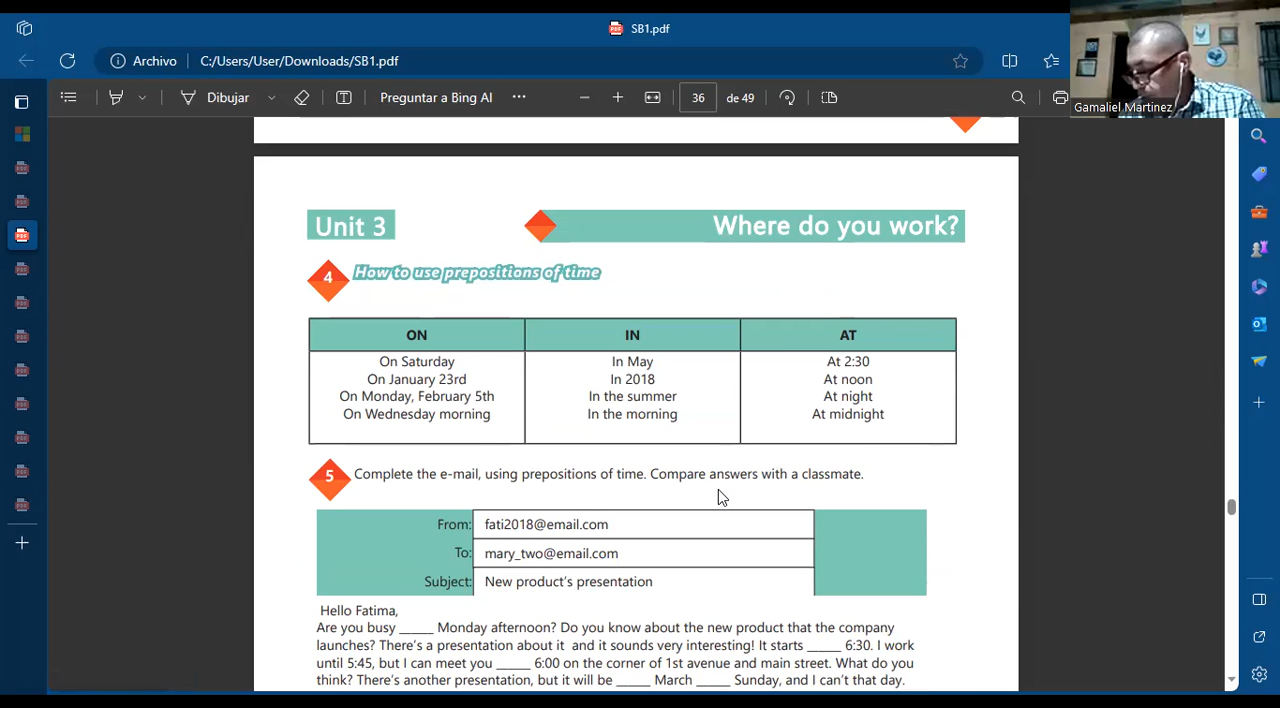 SB1.pdf
Archivo
C:/Users/User/Downloads/SB1.pdf
Dibujar
Preguntar a Bing AI
36
de 49
Gamaliel Martinez
Unit 3
Where do you work?
4
How to use prepositions of time
ON
IN
AT
On Saturday
In May
At 2:30
On January 23rd
In 2018
At noon
On Monday, February 5th
In the summer
At night
On Wednesday morning
In the morning
At midnight
5
Complete the e-mail, using prepositions of time. Compare answers with a classmate.
From:
fati2018@email.com
To:
mary_two@email.com
Subject:
New product's presentation
Hello Fatima,
Are you busy _____ Monday afternoon? Do you know about the new product that the company
launches? There's a presentation about it and it sounds very interesting! It starts _____ 6:30. I work
until 5:45, but I can meet you _____ 6:00 on the corner of 1st avenue and main street. What do you
think? There's another presentation, but it will be _____ March _____ Sunday, and I can't that day.